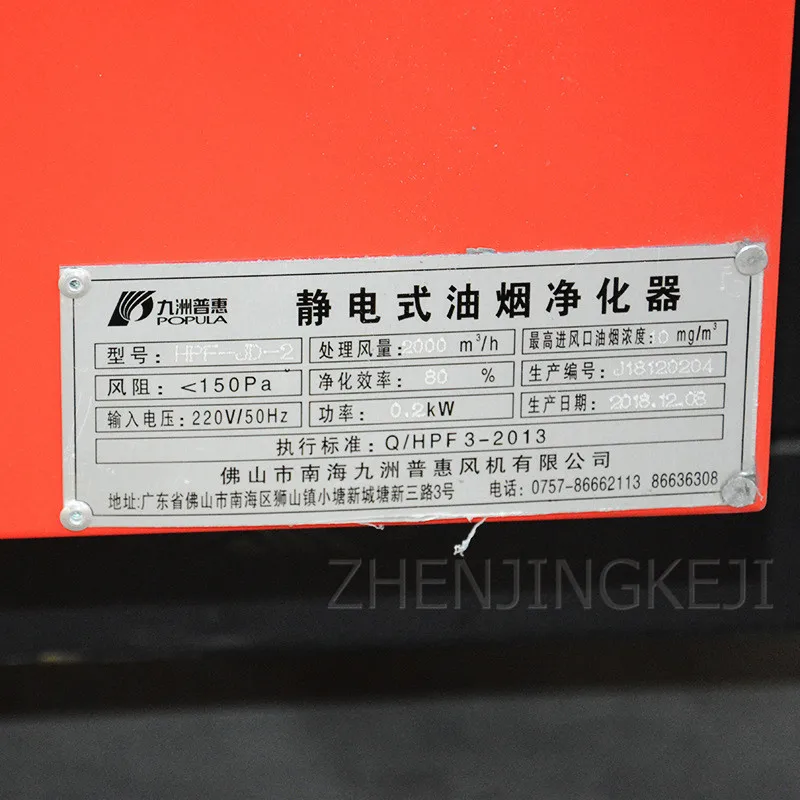 九洲普惠
POPULA
静电式油烟净化器
型号: HPF-JD-2 处理风量: 2000 m³/h 最高进风口油烟浓度: 10 mg/m³
风阻: <150Pa 净化效率: 80 % 生产编号: J18120204
输入电压: 220V/50Hz 功率: 0.2kW 生产日期: 2018.12.08
执行标准: Q/HPF3-2013
佛山市南海九洲普惠风机有限公司
地址:广东省佛山市南海区狮山镇小塘新城塘新三路3号 电话: 0757-86662113 86636308
ZHENJINGKEJI